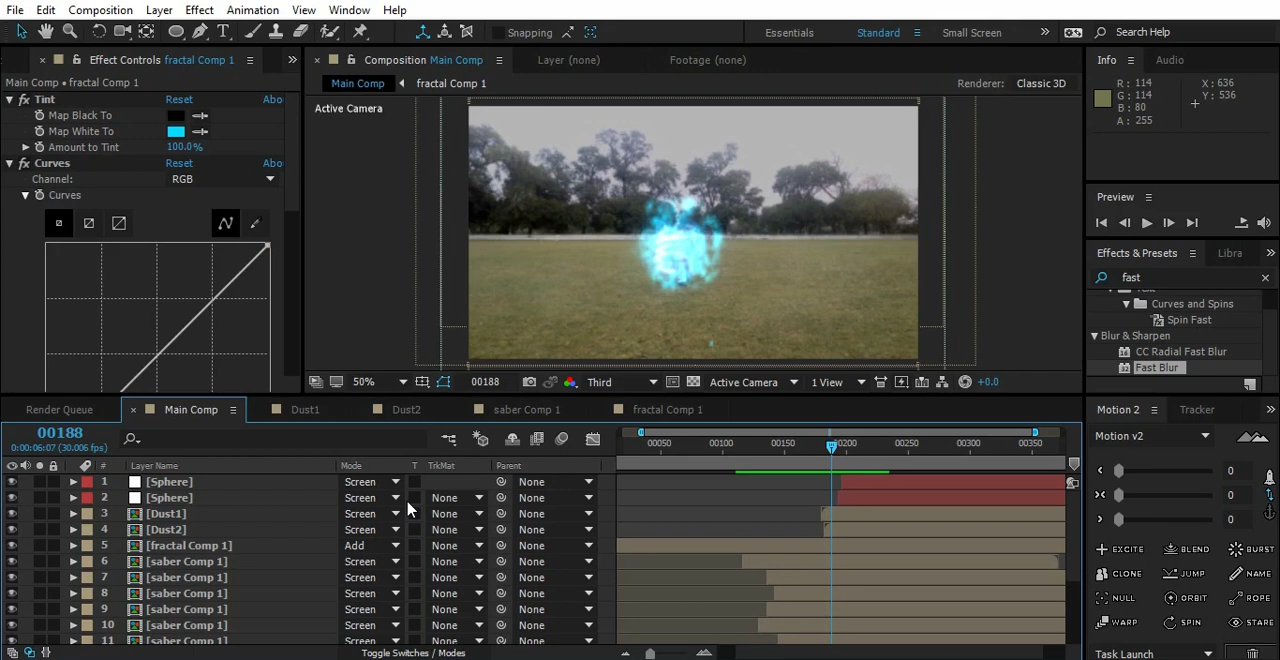 File Edit Composition Layer Effect Animation View Window Help
Snapping Essentials Standard Small Screen Search Help
Effect Controls fractal Comp 1
Composition Main Comp Layer (none) Footage (none)
Info Audio
Main Comp • fractal Comp 1
Main Comp fractal Comp 1 Renderer: Classic 3D
R : 114 X : 636
G : 114 Y : 536
B : 80
A : 255
fx Tint Reset Abo
Map Black To
Map White To
Amount to Tint 100.0%
fx Curves Reset Abo
Channel: RGB
Curves
Active Camera
Preview
Effects & Presets Libra
fast
Curves and Spins
Spin Fast
Blur & Sharpen
CC Radial Fast Blur
Fast Blur
50% 00188 Third Active Camera 1 View +0.0
Render Queue Main Comp Dust1 Dust2 saber Comp 1 fractal Comp 1
Motion 2 Tracker
00188
0:00:06:07 (30.006 fps)
00050 00100 00150 00200 00250 00300 00350
Motion v2
# Layer Name Mode T TrkMat Parent
1 [Sphere] Screen None
2 [Sphere] Screen None None
3 [Dust1] Screen None None
4 [Dust2] Screen None None
5 [fractal Comp 1] Add None None
6 [saber Comp 1] Screen None None
7 [saber Comp 1] Screen None None
8 [saber Comp 1] Screen None None
9 [saber Comp 1] Screen None None
10 [saber Comp 1] Screen None None
11 [saber Comp 1] Screen None None
Toggle Switches / Modes
0
0
0
EXCITE BLEND BURST
CLONE JUMP NAME
NULL ORBIT ROPE
WARP SPIN STARE
Task Launch